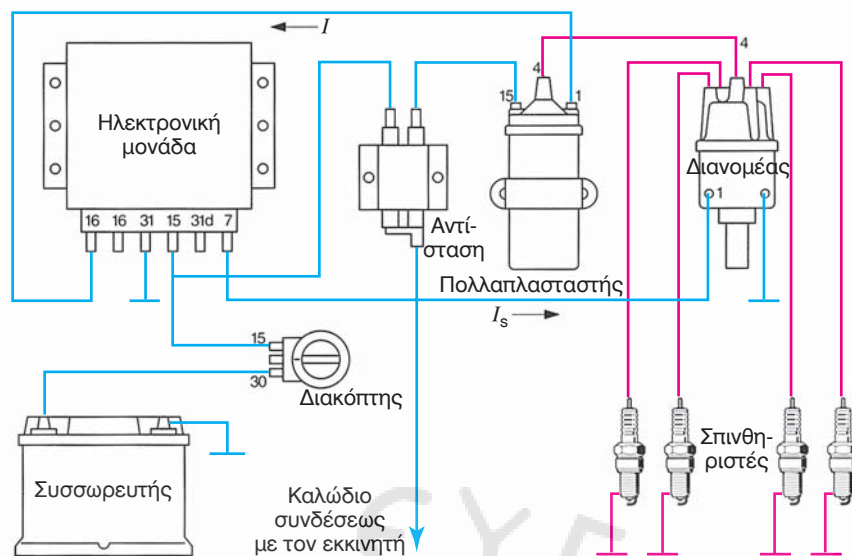 I
4
4
15
1
Ηλεκτρονική
μονάδα
Διανομέας
1
16 16 31 15 31d 7
Αντί-
σταση
Πολλαπλασταστής
Is
15
30
Διακόπτης
Συσσωρευτής
Σπινθη-
ριστές
Καλώδιο
συνδέσεως
με τον εκκινητή